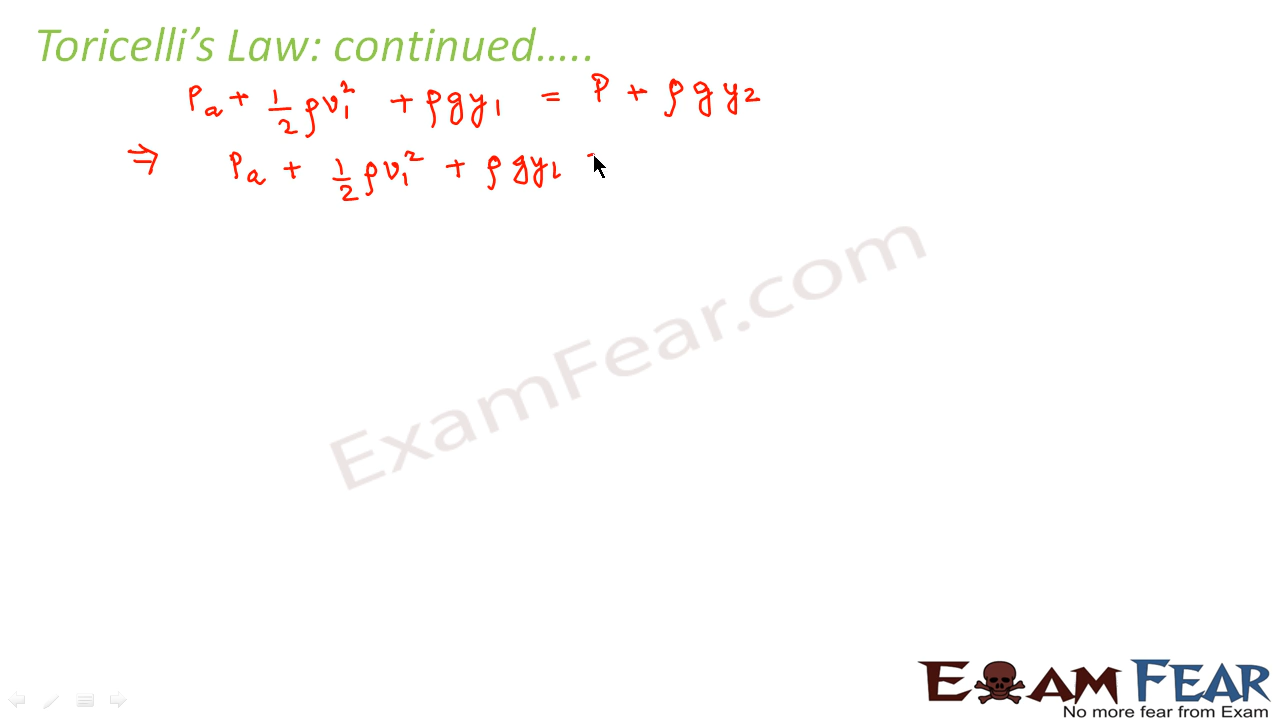 Toricelli's Law: continued.....
Pa + 1/2 ρv₁² + ρgy₁ = P + ρgy₂
⇒ Pa + 1/2 ρv₁² + ρgy₁
ExamFear.com
EXAM FEAR
No more fear from Exam